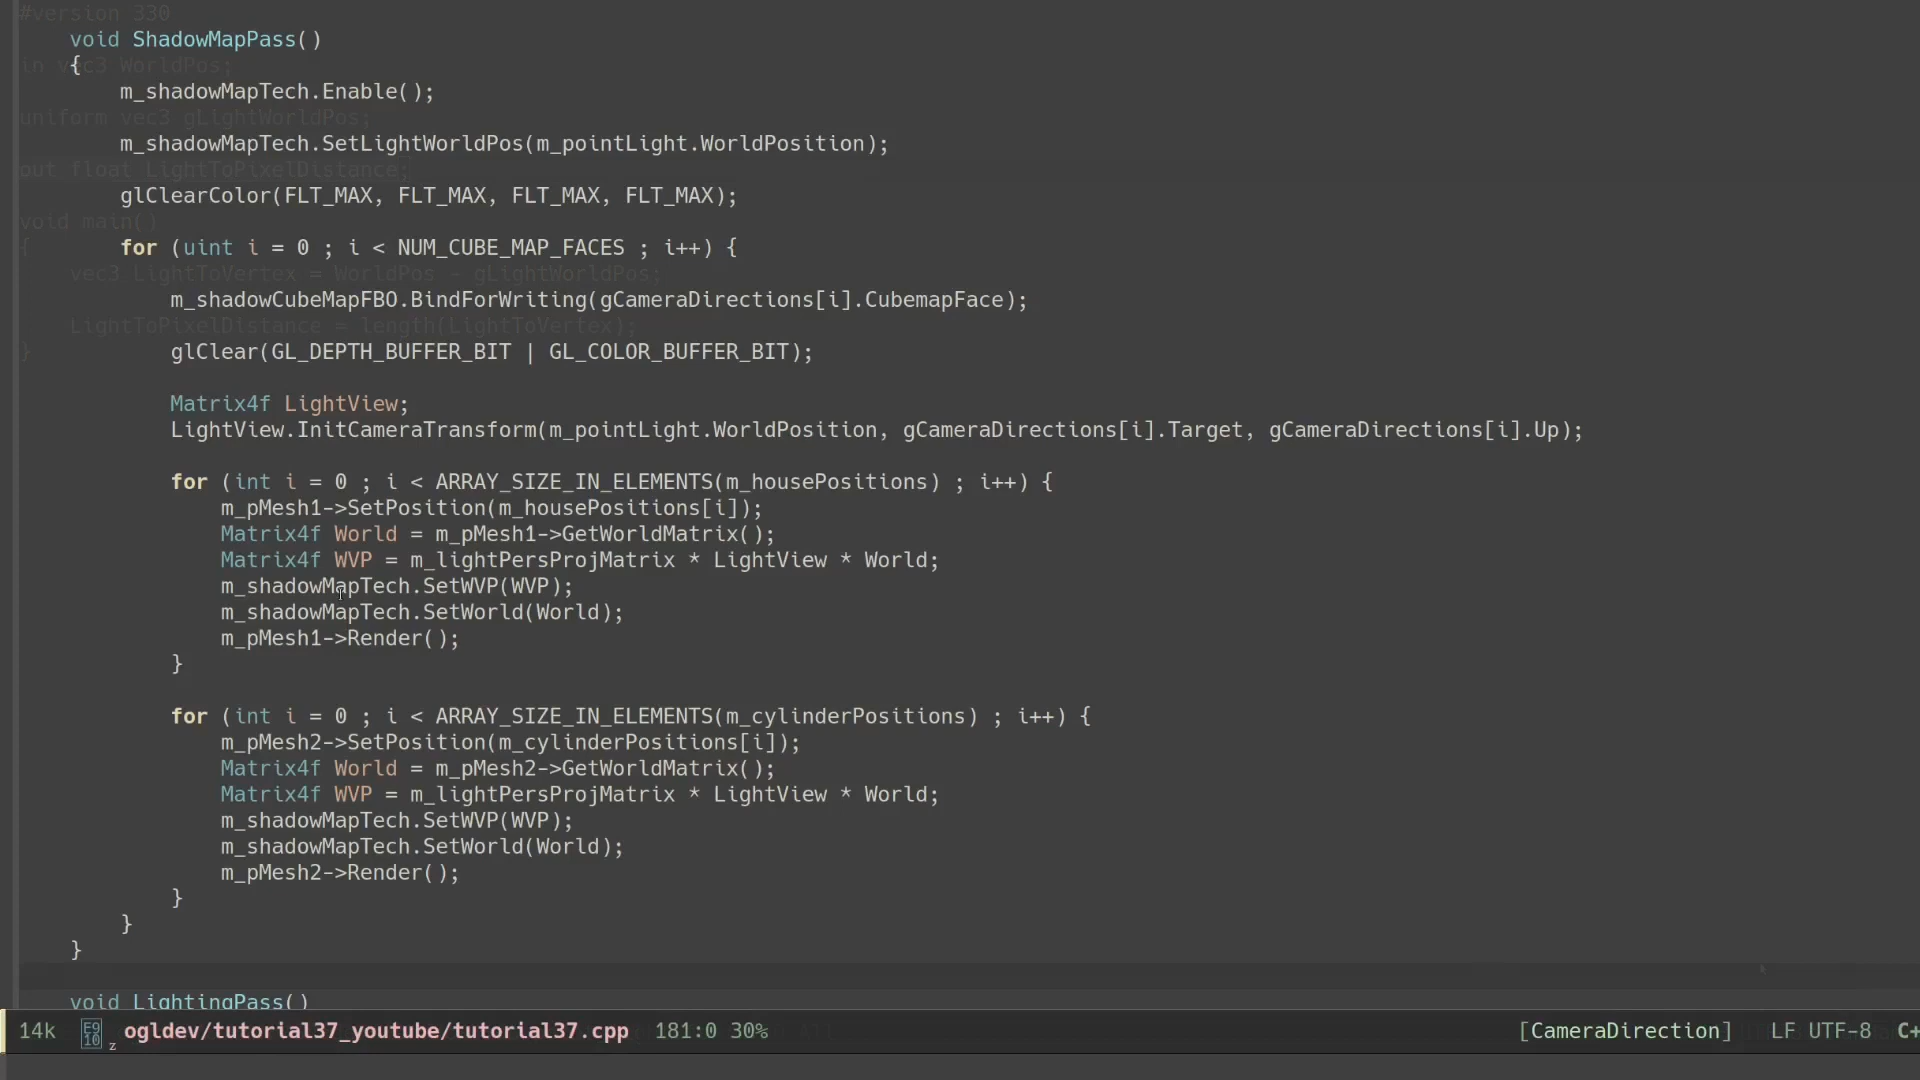 #version 330
void ShadowMapPass()
in vec3 WorldPos;
{
m_shadowMapTech.Enable();
uniform vec3 gLightWorldPos;
m_shadowMapTech.SetLightWorldPos(m_pointLight.WorldPosition);
out float LightToPixelDistance;
glClearColor(FLT_MAX, FLT_MAX, FLT_MAX, FLT_MAX);
void main()
{
for (uint i = 0 ; i < NUM_CUBE_MAP_FACES ; i++) {
vec3 LightToVertex = WorldPos - gLightWorldPos;
m_shadowCubeMapFBO.BindForWriting(gCameraDirections[i].CubemapFace);
LightToPixelDistance = length(LightToVertex);
}
glClear(GL_DEPTH_BUFFER_BIT | GL_COLOR_BUFFER_BIT);
Matrix4f LightView;
LightView.InitCameraTransform(m_pointLight.WorldPosition, gCameraDirections[i].Target, gCameraDirections[i].Up);
for (int i = 0 ; i < ARRAY_SIZE_IN_ELEMENTS(m_housePositions) ; i++) {
m_pMesh1->SetPosition(m_housePositions[i]);
Matrix4f World = m_pMesh1->GetWorldMatrix();
Matrix4f WVP = m_lightPersProjMatrix * LightView * World;
m_shadowMapTech.SetWVP(WVP);
m_shadowMapTech.SetWorld(World);
m_pMesh1->Render();
}
for (int i = 0 ; i < ARRAY_SIZE_IN_ELEMENTS(m_cylinderPositions) ; i++) {
m_pMesh2->SetPosition(m_cylinderPositions[i]);
Matrix4f World = m_pMesh2->GetWorldMatrix();
Matrix4f WVP = m_lightPersProjMatrix * LightView * World;
m_shadowMapTech.SetWVP(WVP);
m_shadowMapTech.SetWorld(World);
m_pMesh2->Render();
}
}
}
void LightingPass()
14k F9 10 z ogldev/tutorial37_youtube/tutorial37.cpp 181:0 30% [CameraDirection] LF UTF-8 C+